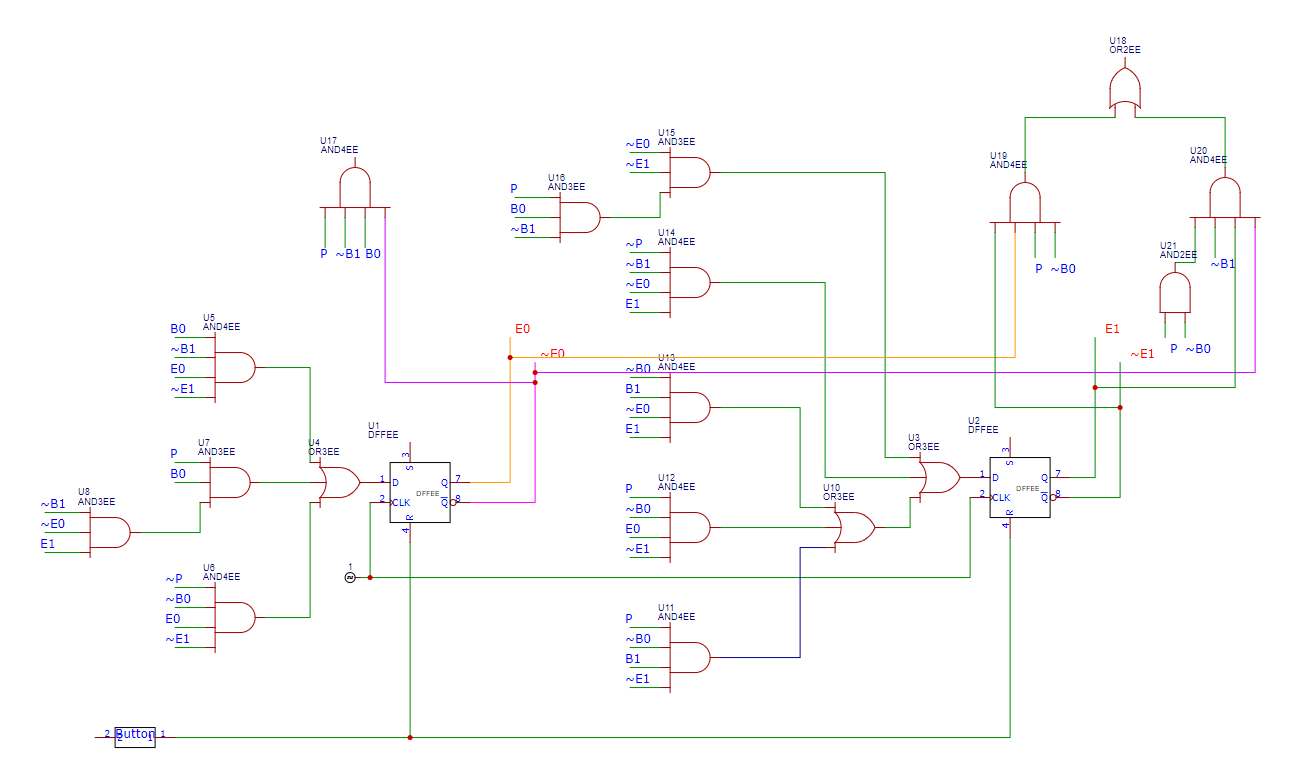 U18
OR2EE
U17
AND4EE
U15
AND3EE
~E0
~E1
U19
AND4EE
U20
AND4EE
U16
AND3EE
P
B0
~B1
P ~B1 B0
U14
AND4EE
~P
~B1
~E0
E1
U21
AND2EE
P ~B0
~B1
P ~B0
U5
AND4EE
B0
~B1
E0
~E1
E0
~E0
E1
~E1
U13
AND4EE
~B0
B1
~E0
E1
U7
AND3EE
P
B0
U4
OR3EE
U1
DFFEE
3
S
1 D Q 7
DFFEE
2 CLK Q 8
R
4
U3
OR3EE
U2
DFFEE
3
S
1 D Q 7
DFFEE
2 CLK Q 8
R
4
U8
AND3EE
~B1
~E0
E1
U12
AND4EE
P
~B0
E0
~E1
U10
OR3EE
U6
AND4EE
~P
~B0
E0
~E1
1
U11
AND4EE
P
~B0
B1
~E1
2 Button 1
2 1